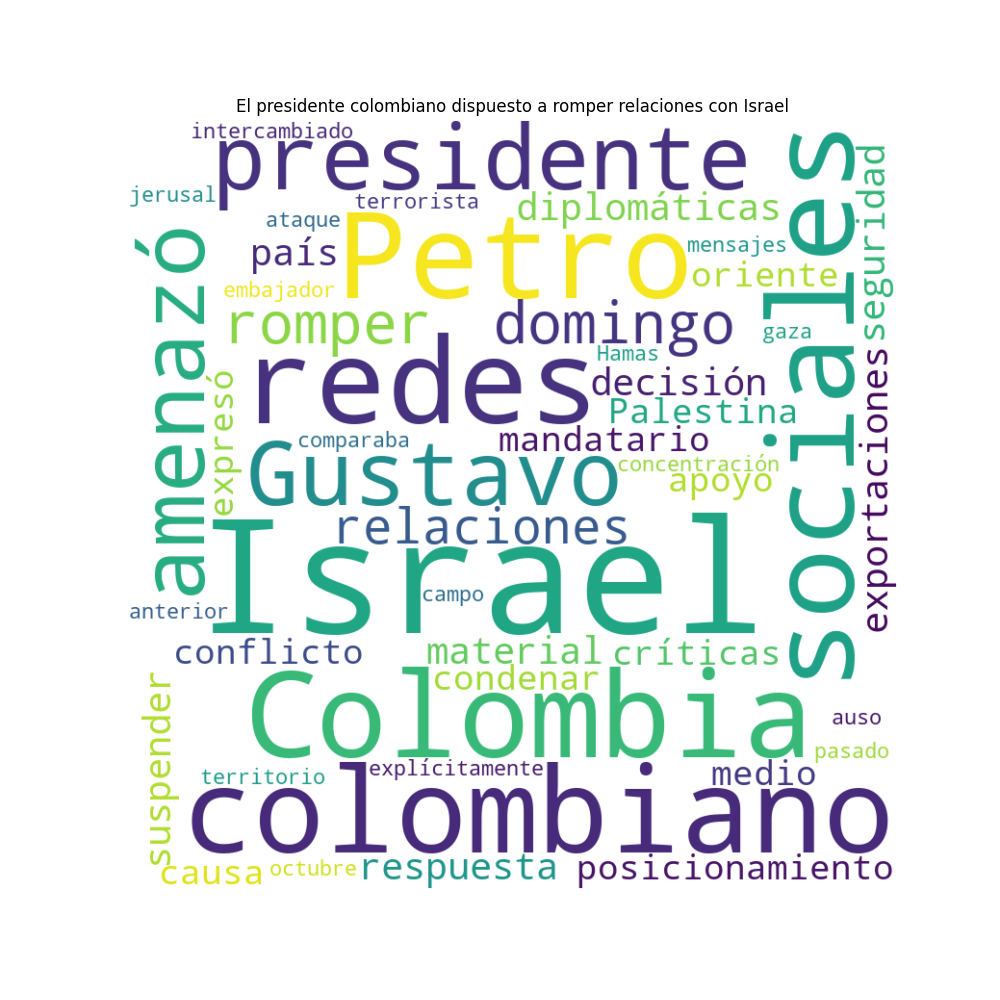 El presidente colombiano dispuesto a romper relaciones con Israel
intercambiado
presidente
sociales
seguridad
jerusal
terrorista
diplomáticas
ataque
amenazó
país
Petro
mensajes
oriente
embajador
romper
domingo
gaza
redes
Hamas
decisión
exportaciones
expresó
Palestina
comparaba
mandatario
Gustavo
concentración
apoyo
relaciones
Israel
campo
anterior
conflicto
material
críticas
condenar
suspender
Colombia
auso
pasado
territorio
explícitamente
medio
colombiano
causa
octubre
respuesta
posicionamiento